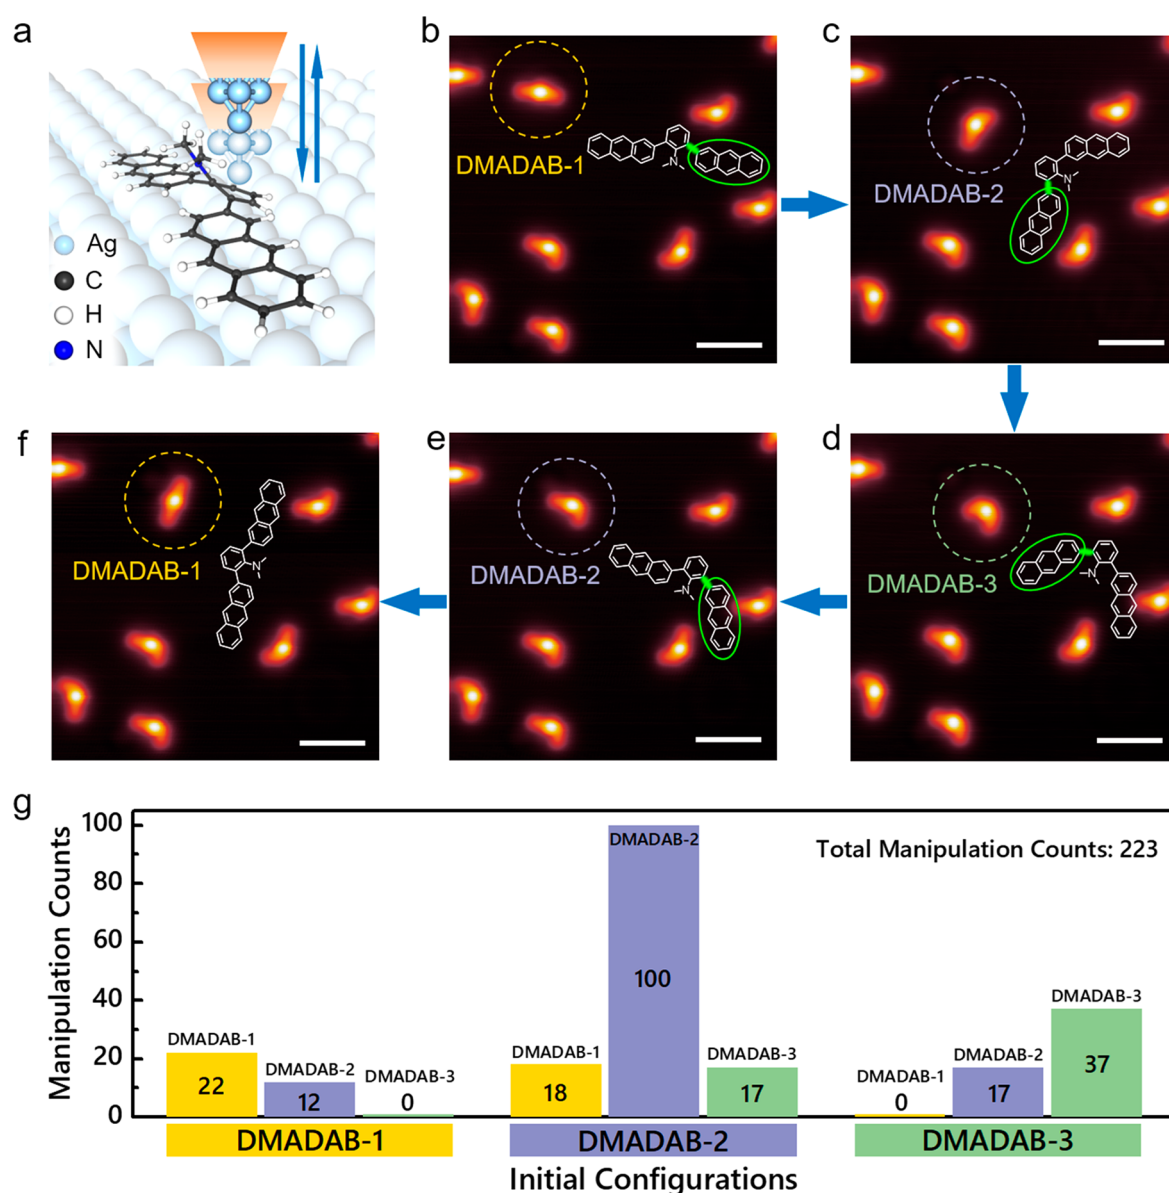 a
Ag
C
H
N
b
DMADAB-1
N
c
DMADAB-2
N
f
DMADAB-1
N
e
DMADAB-2
N
d
DMADAB-3
N
g
Manipulation Counts
100
80
60
40
20
0
Total Manipulation Counts: 223
DMADAB-1
22
DMADAB-2
12
DMADAB-3
0
DMADAB-1
18
DMADAB-2
100
DMADAB-3
17
DMADAB-1
0
DMADAB-2
17
DMADAB-3
37
DMADAB-1
DMADAB-2
DMADAB-3
Initial Configurations